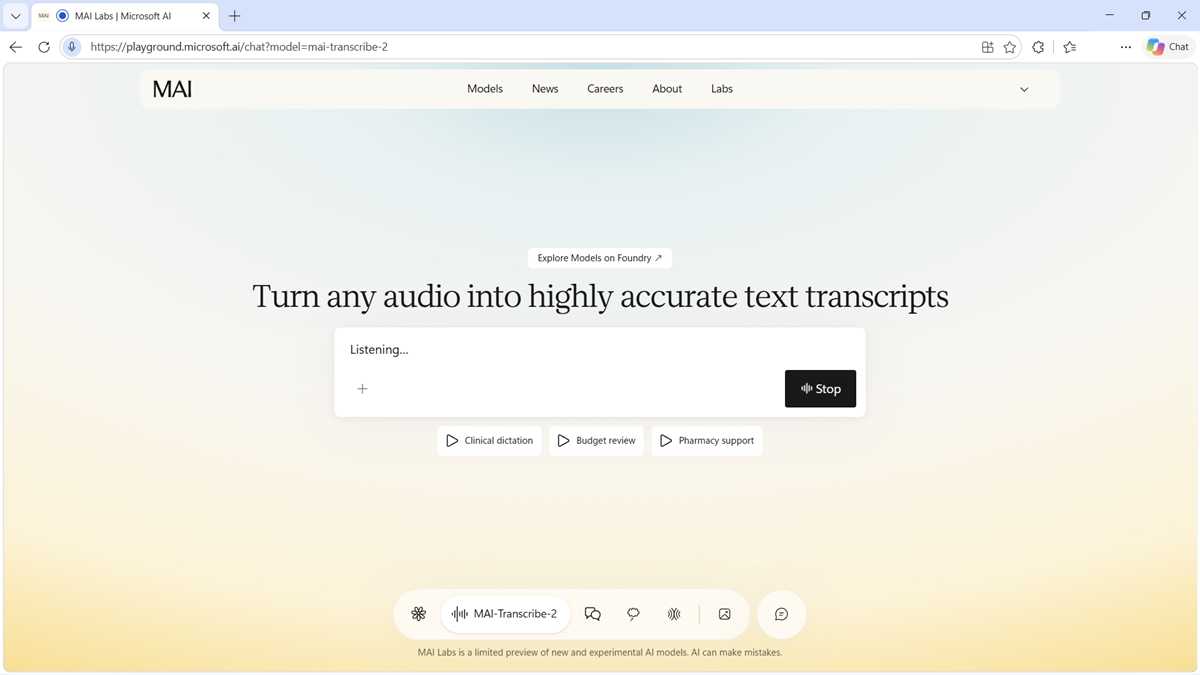 MAI
MAI Labs | Microsoft AI
https://playground.microsoft.ai/chat?model=mai-transcribe-2
Chat
MAI
Models
News
Careers
About
Labs
Explore Models on Foundry ↗
Turn any audio into highly accurate text transcripts
Listening...
Stop
Clinical dictation
Budget review
Pharmacy support
MAI-Transcribe-2
MAI Labs is a limited preview of new and experimental AI models. AI can make mistakes.